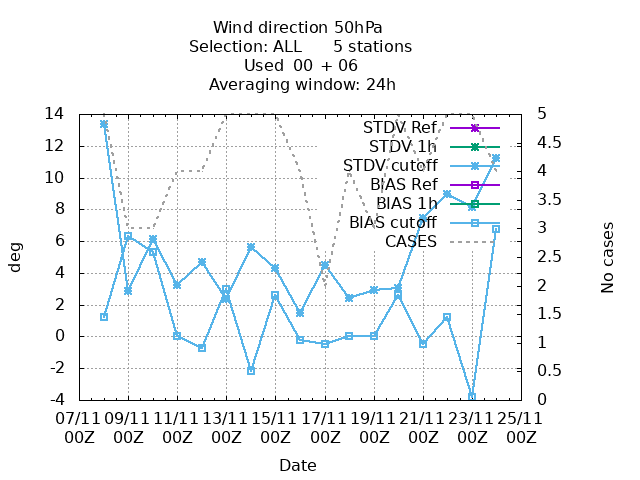 Wind direction 50hPa
Selection: ALL 5 stations
Used 00 + 06
Averaging window: 24h
14 5
12 4.5
10 4
8 3.5
6 3
4 2.5
2 2
0 1.5
-2 1
-4 0.5
0
STDV Ref
STDV 1h
STDV cutoff
BIAS Ref
BIAS 1h
BIAS cutoff
CASES
deg
No cases
07/11 09/11 11/11 13/11 15/11 17/11 19/11 21/11 23/11 25/11
00Z 00Z 00Z 00Z 00Z 00Z 00Z 00Z 00Z 00Z
Date